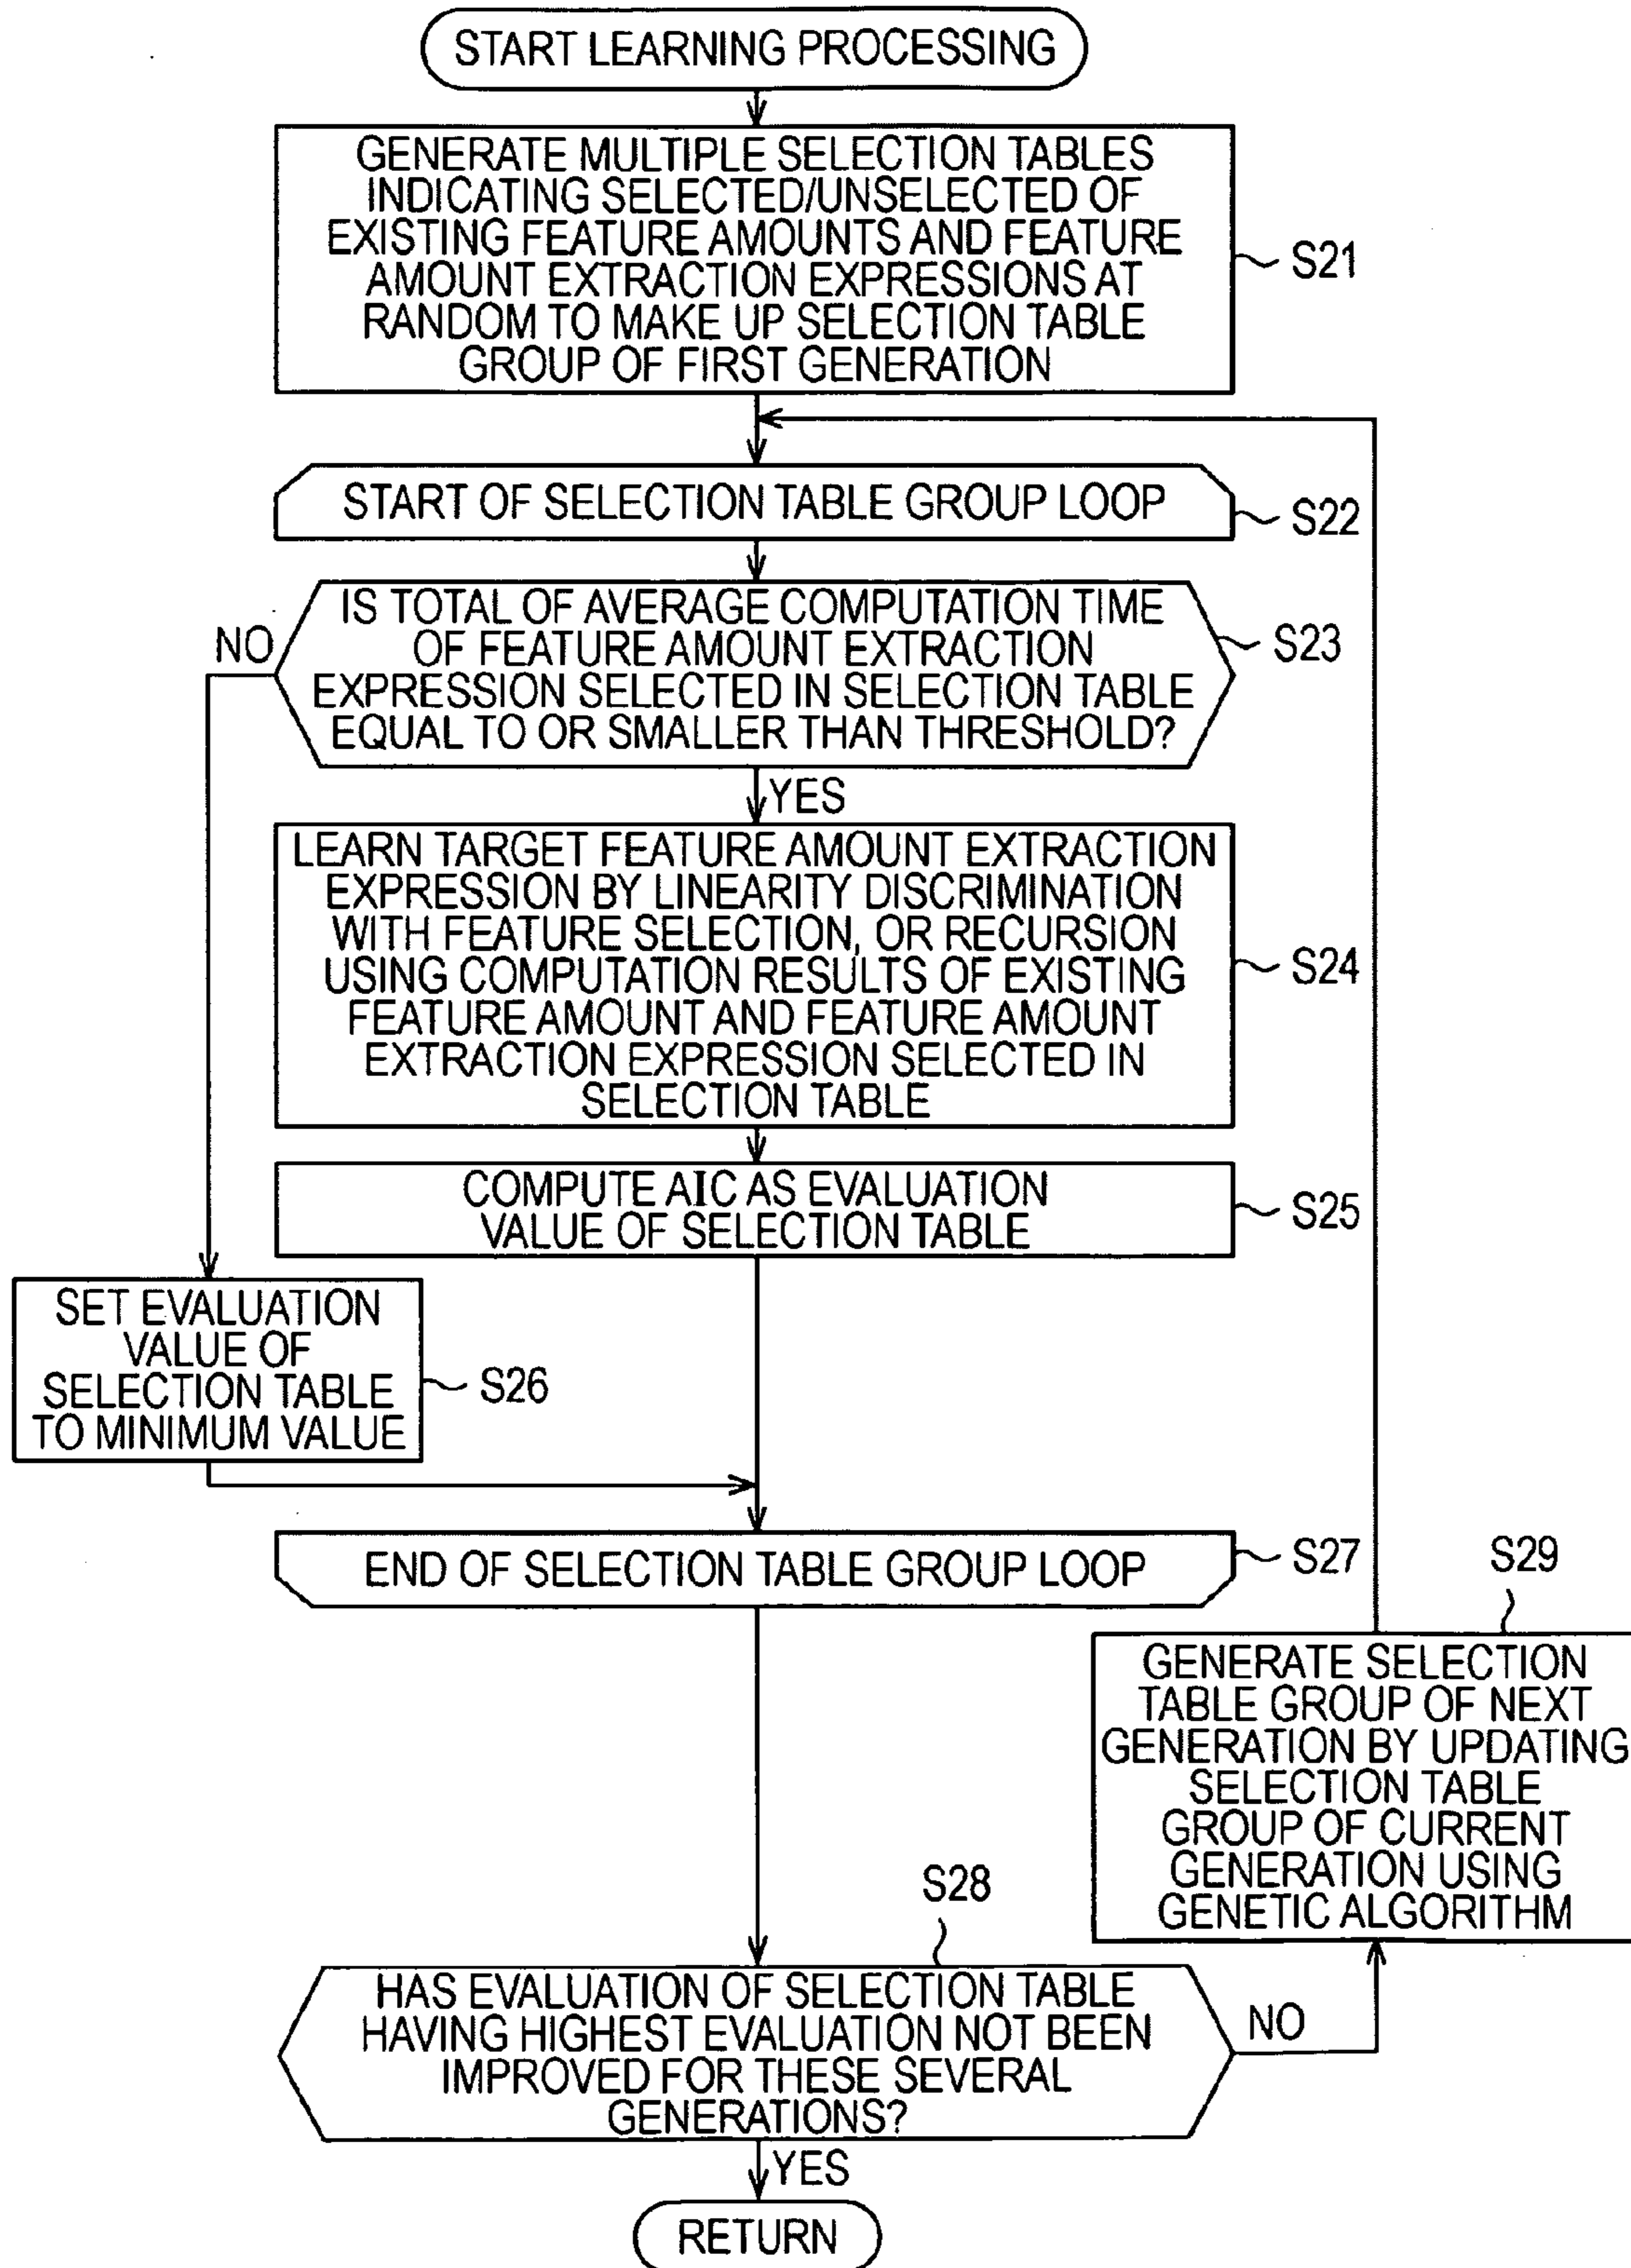 START LEARNING PROCESSING
GENERATE MULTIPLE SELECTION TABLES
INDICATING SELECTED/UNSELECTED OF
EXISTING FEATURE AMOUNTS AND FEATURE
AMOUNT EXTRACTION EXPRESSIONS AT
RANDOM TO MAKE UP SELECTION TABLE
GROUP OF FIRST GENERATION
S21
START OF SELECTION TABLE GROUP LOOP
S22
IS TOTAL OF AVERAGE COMPUTATION TIME
OF FEATURE AMOUNT EXTRACTION
EXPRESSION SELECTED IN SELECTION TABLE
EQUAL TO OR SMALLER THAN THRESHOLD?
S23
NO
YES
LEARN TARGET FEATURE AMOUNT EXTRACTION
EXPRESSION BY LINEARITY DISCRIMINATION
WITH FEATURE SELECTION, OR RECURSION
USING COMPUTATION RESULTS OF EXISTING
FEATURE AMOUNT AND FEATURE AMOUNT
EXTRACTION EXPRESSION SELECTED IN
SELECTION TABLE
S24
COMPUTE AIC AS EVALUATION
VALUE OF SELECTION TABLE
S25
SET EVALUATION
VALUE OF
SELECTION TABLE
TO MINIMUM VALUE
S26
END OF SELECTION TABLE GROUP LOOP
S27
S29
GENERATE SELECTION
TABLE GROUP OF NEXT
GENERATION BY UPDATING
SELECTION TABLE
GROUP OF CURRENT
GENERATION USING
GENETIC ALGORITHM
S28
HAS EVALUATION OF SELECTION TABLE
HAVING HIGHEST EVALUATION NOT BEEN
IMPROVED FOR THESE SEVERAL
GENERATIONS?
NO
YES
RETURN